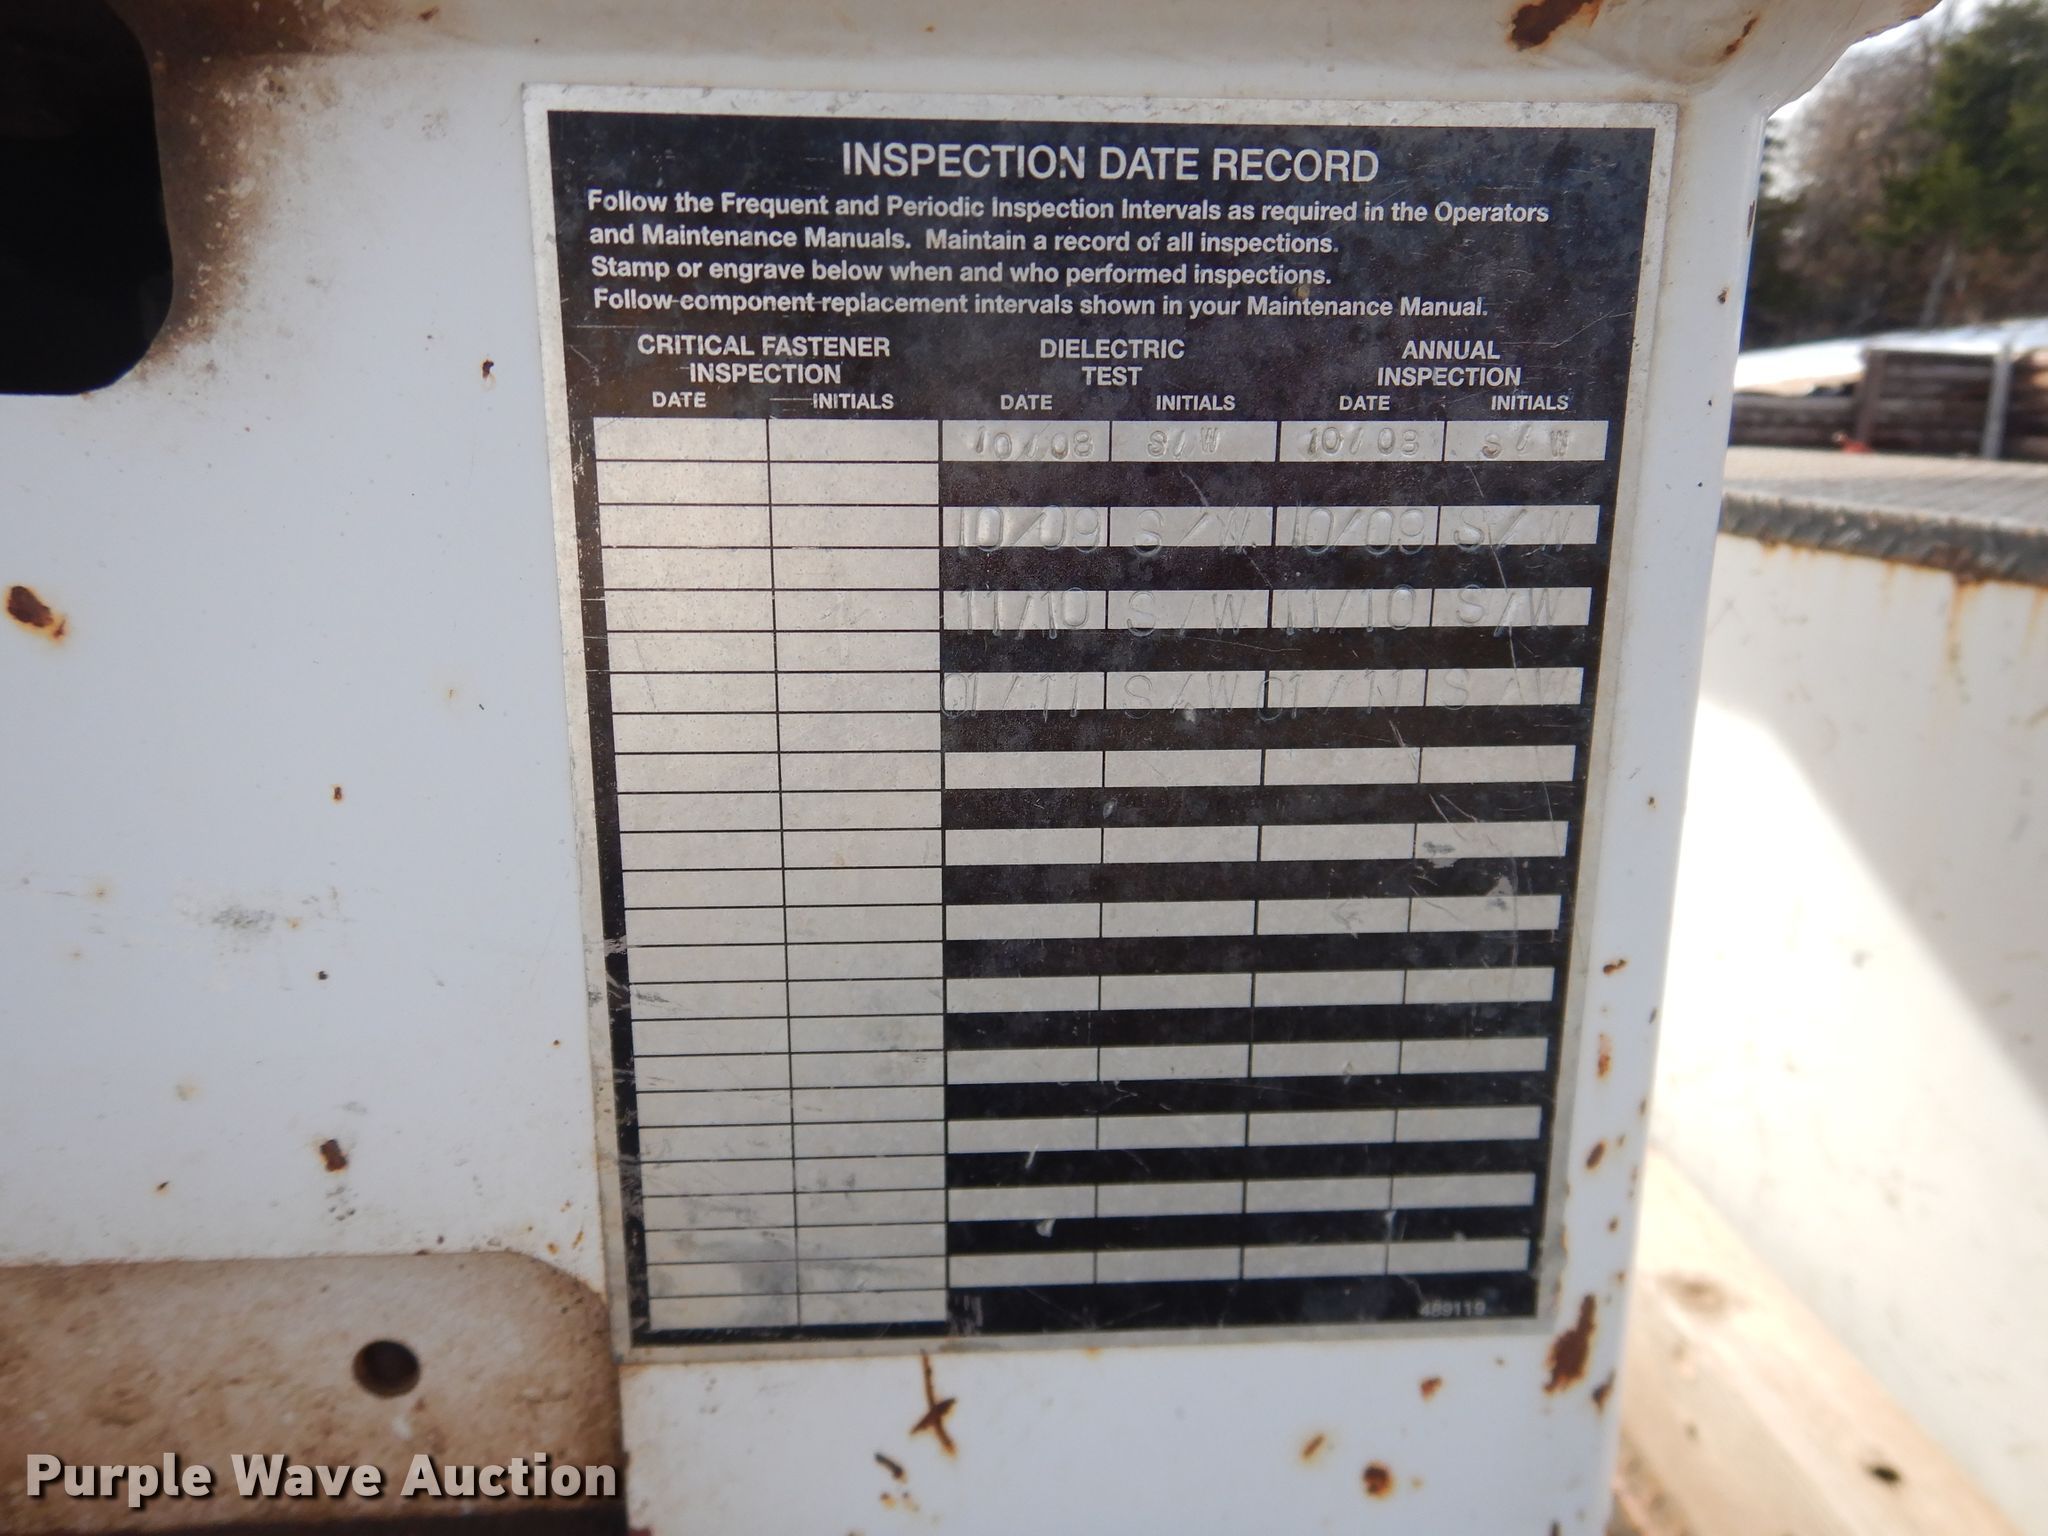 INSPECTION DATE RECORD
Follow the Frequent and Periodic Inspection Intervals as required in the Operators
and Maintenance Manuals. Maintain a record of all inspections.
Stamp or engrave below when and who performed inspections.
Follow component replacement intervals shown in your Maintenance Manual.
CRITICAL FASTENER INSPECTION DIELECTRIC TEST ANNUAL INSPECTION
DATE INITIALS DATE INITIALS DATE INITIALS
10/08 S/W 10/08 S/W
10/09 S/W 10/09 S/W
11/10 S/W 11/10 S/W
01/11 S/W 01/11 S/W
489119
Purple Wave Auction